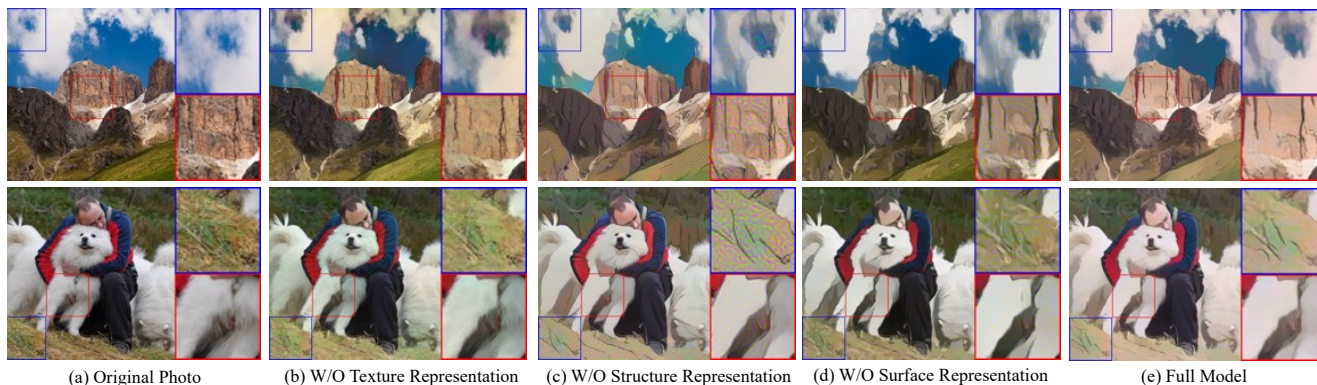 (a) Original Photo
(b) W/O Texture Representation
(c) W/O Structure Representation
(d) W/O Surface Representation
(e) Full Model